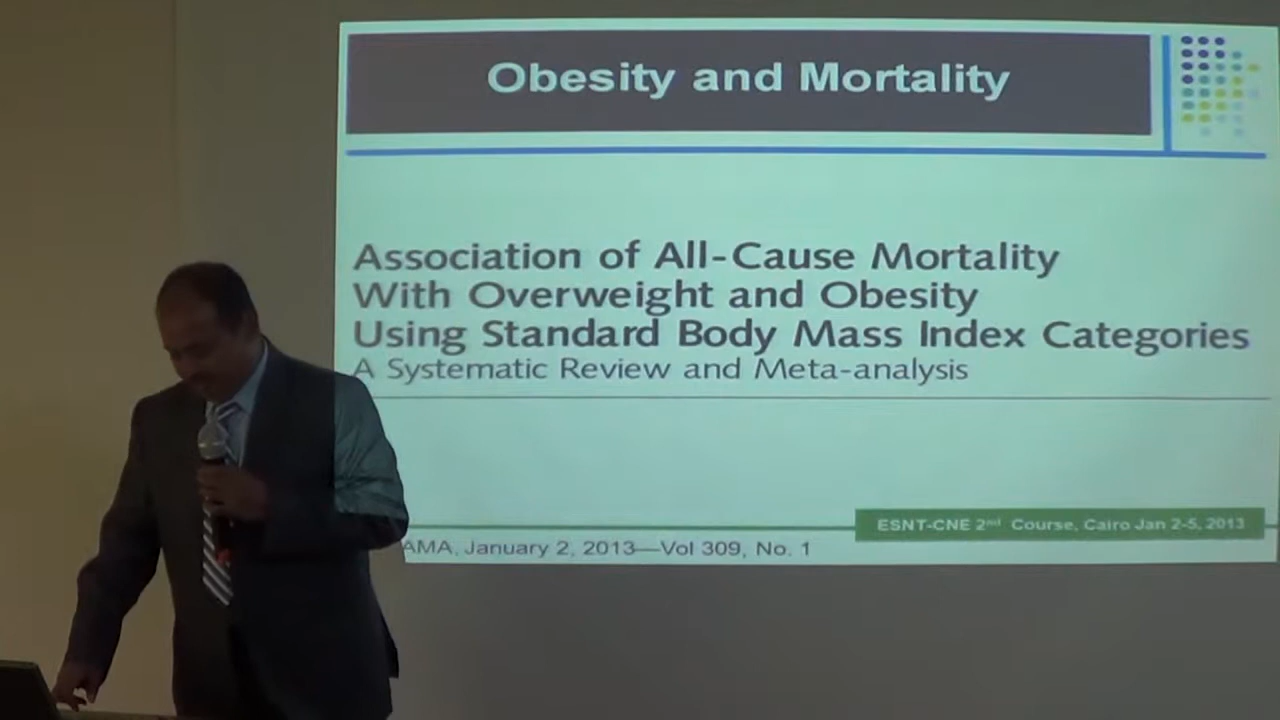 Obesity and Mortality
Association of All-Cause Mortality
With Overweight and Obesity
Using Standard Body Mass Index Categories
A Systematic Review and Meta-analysis
ESNT-CNE 2nd Course, Cairo Jan 2-5, 2013
AMA, January 2, 2013—Vol 309, No. 1